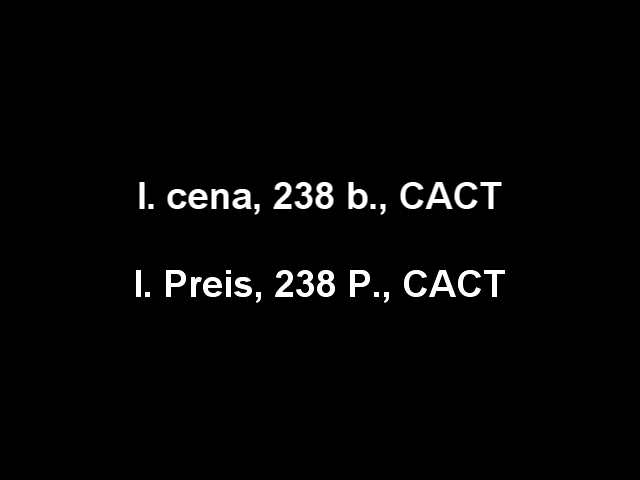 I. cena, 238 b., CACT
I. Preis, 238 P., CACT